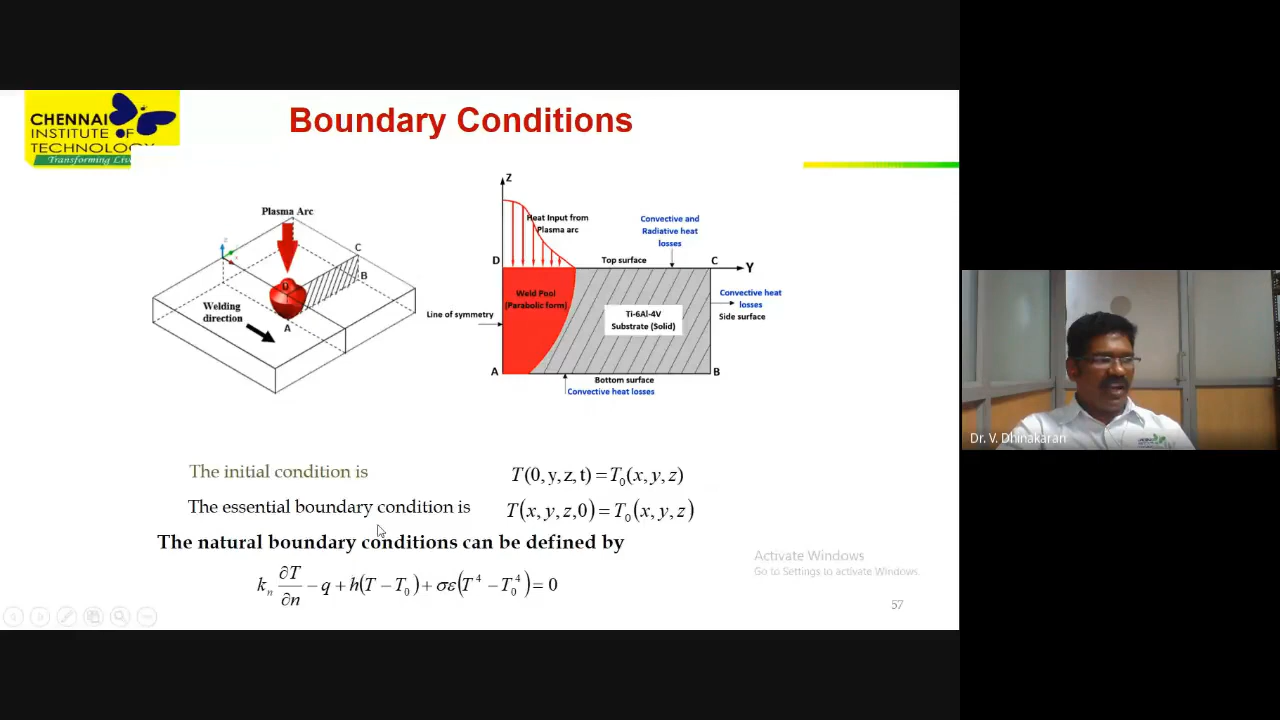 CHENNAI
INSTITUTE OF
TECHNOLOGY
Boundary Conditions
Plasma Arc
C
B
A
Welding
direction
Z
Heat Input from
Plasma arc
Convective and
Radiative heat
losses
D
Top surface
C
Y
Weld Pool
(Parabolic form)
Ti-6Al-4V
Substrate (Solid)
Convective heat
losses
Side surface
Line of symmetry
A
Bottom surface
B
Convective heat losses
The initial condition is T(0, y, z, t) = T₀(x, y, z)
The essential boundary condition is T(x, y, z,0) = T₀(x, y, z)
The natural boundary conditions can be defined by
kₙ ∂T/∂n − q + h(T − T₀) + σε(T⁴ − T₀⁴) = 0
Activate Windows
Go to Settings to activate Windows.
57
Dr. V. Dhinakaran